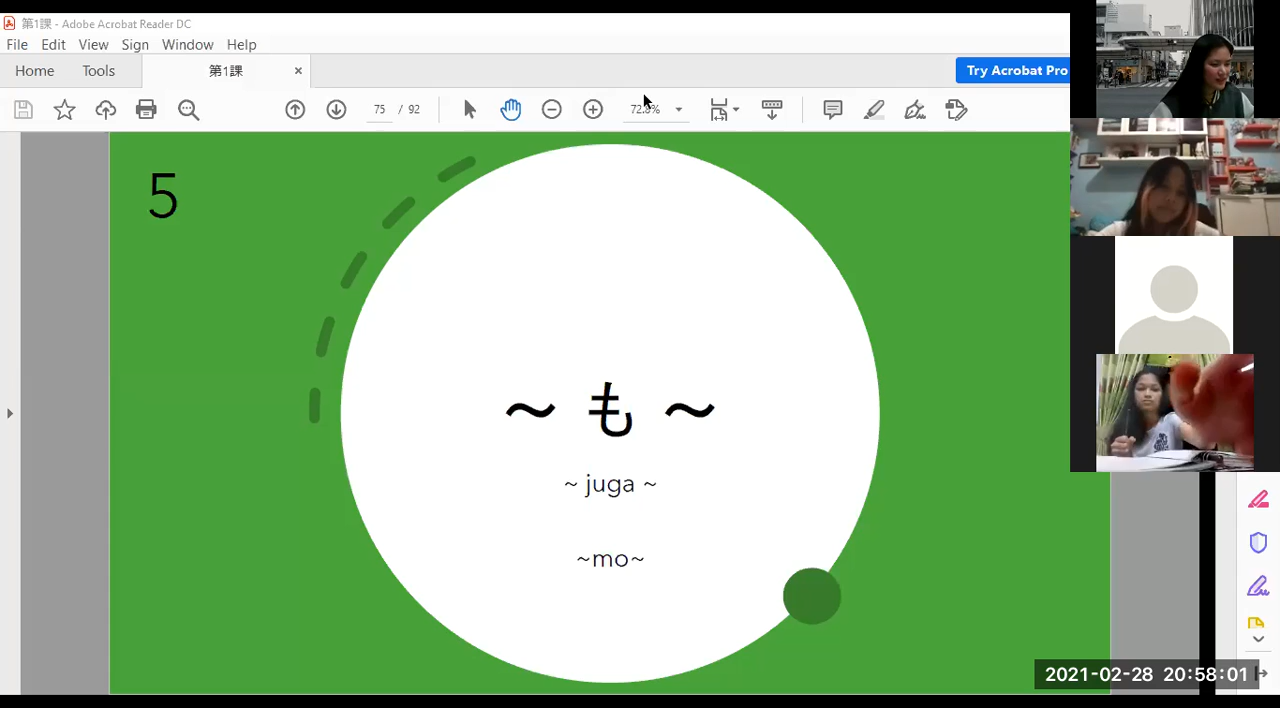 第1課 - Adobe Acrobat Reader DC
File Edit View Sign Window Help
Home Tools 第1課 ×
Try Acrobat Pro
75 / 92
72.8%
5
~ も ~
~ juga ~
~mo~
2021-02-28 20:58:01